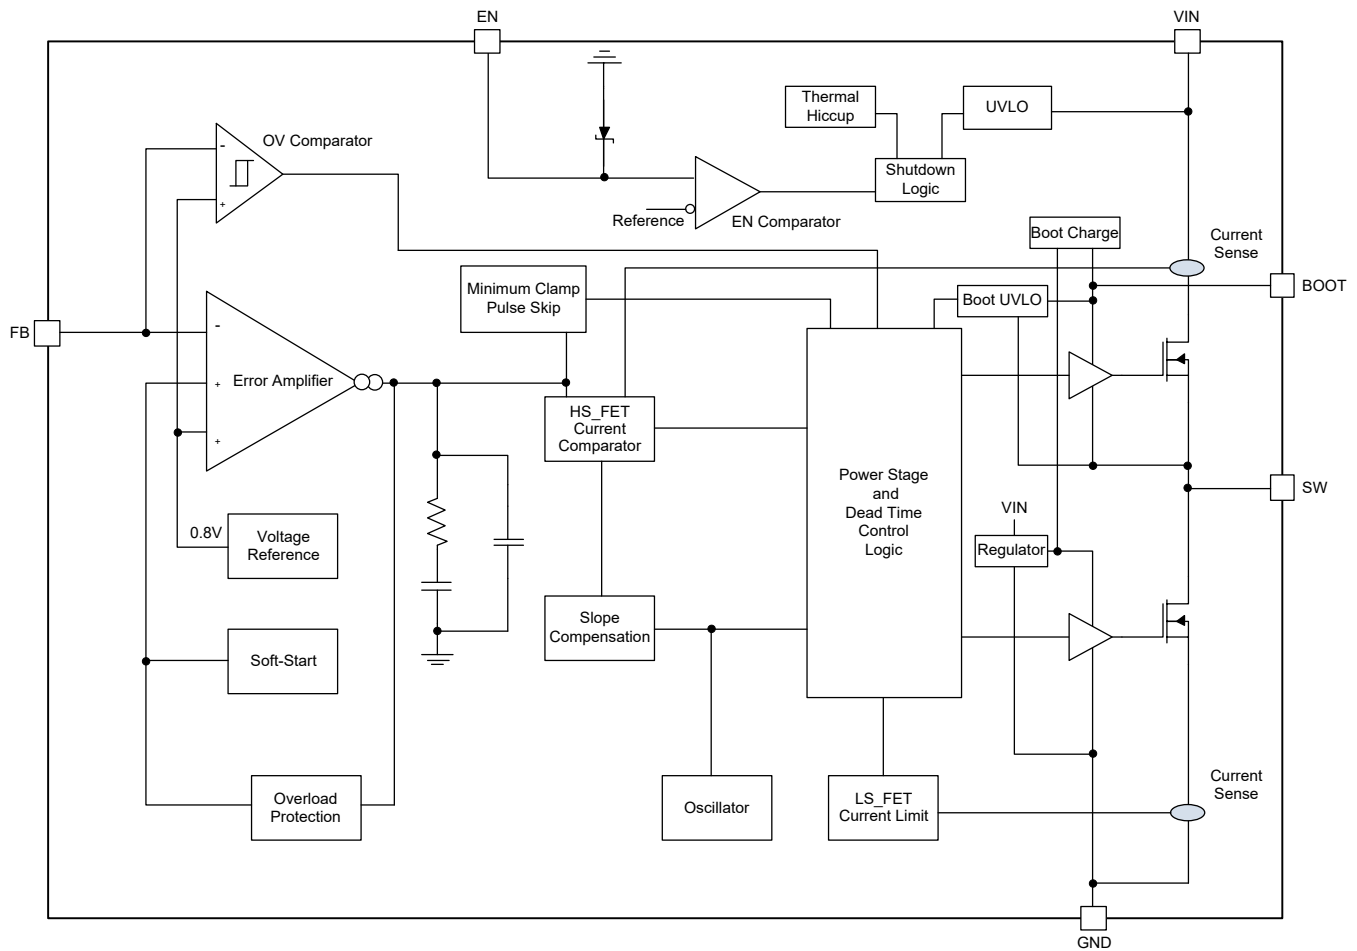 EN
VIN
Thermal
Hiccup
UVLO
OV Comparator
-
+
Shutdown
Logic
Reference
EN Comparator
Boot Charge
Current
Sense
Minimum Clamp
Pulse Skip
Boot UVLO
BOOT
FB
-
Error Amplifier
+
+
HS_FET
Current
Comparator
Power Stage
and
Dead Time
Control
Logic
SW
VIN
Regulator
0.8V
Voltage
Reference
Slope
Compensation
Soft-Start
Overload
Protection
Oscillator
LS_FET
Current Limit
Current
Sense
GND